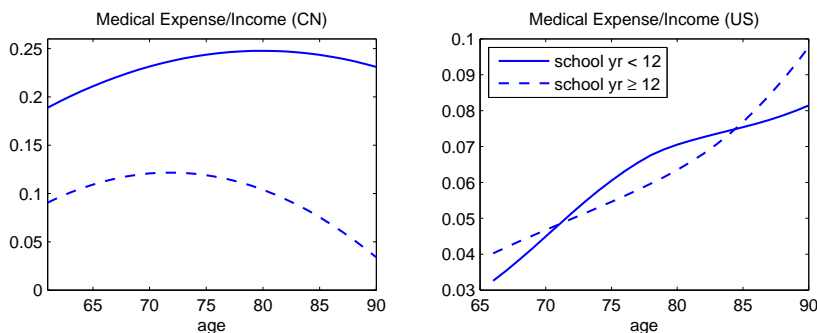 Medical Expense/Income (CN)
0.25
0.2
0.15
0.1
0.05
0
65 70 75 80 85 90
age
Medical Expense/Income (US)
0.1
0.09
0.08
0.07
0.06
0.05
0.04
0.03
school yr < 12
school yr ≥ 12
65 70 75 80 85 90
age